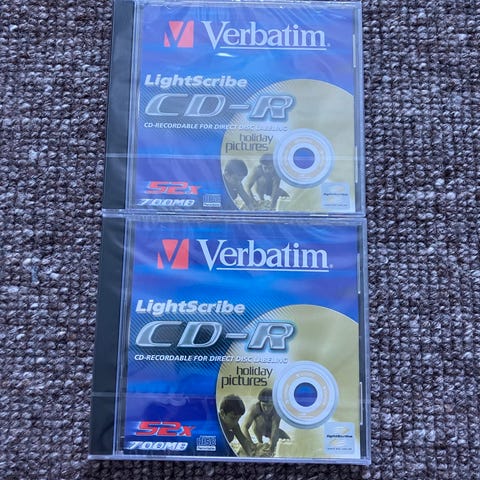 Verbatim
LightScribe
CD-R
CD-RECORDABLE FOR DIRECT DISC LABELING
holiday
pictures
52x
700MB
Verbatim
LightScribe
CD-R
CD-RECORDABLE FOR DIRECT DISC LABELING
holiday
pictures
52x
700MB
LightScribe